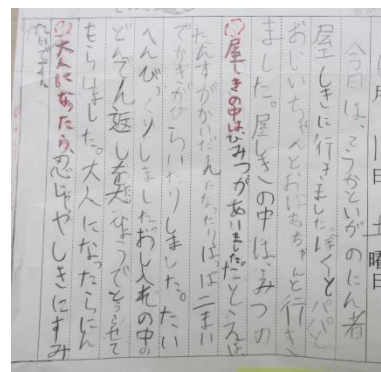 月 日 土曜日
今日は、こうかといがのにん者
屋しきに行きました。ぼくとパパと
おじいちゃんとおばあちゃんと行き
ました。屋しきの中は、みつの
屋しきの中は、ひみつがありました。たとえば
たんすがかいだんになったりはっぱ二まい
でかぎがひらいたりしました。たい
へんびっくりしました。おし入れの中の
どんでん返しを
もらいました。大人になったらにん
大人になったら、忍じゃやしきにすみ
たいです。